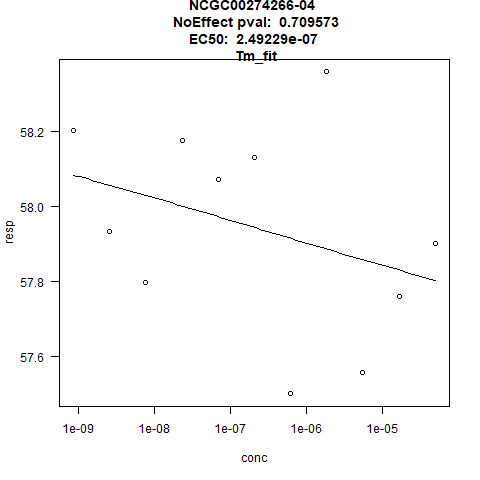 NCGC00274266-04
NoEffect pval: 0.709573
EC50: 2.49229e-07
Tm_fit
58.2
58.0
57.8
57.6
resp
1e-09 1e-08 1e-07 1e-06 1e-05
conc